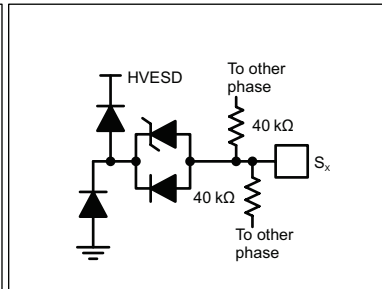 HVESD
To other
phase
40 kΩ
Sx
40 kΩ
To other
phase